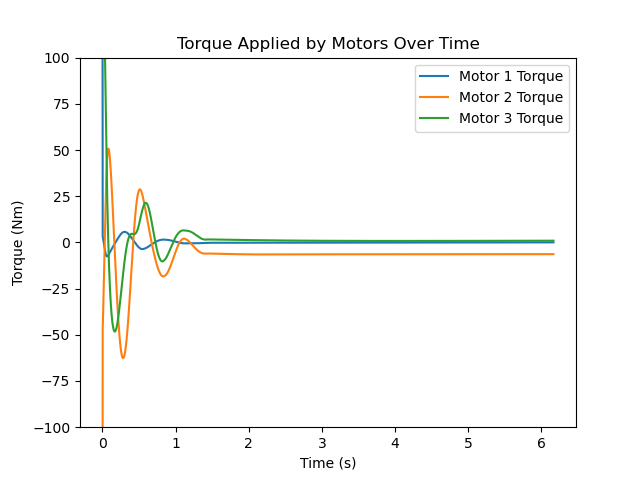 Torque Applied by Motors Over Time
Torque (Nm)
100
75
50
25
0
−25
−50
−75
−100
Motor 1 Torque
Motor 2 Torque
Motor 3 Torque
0 1 2 3 4 5 6
Time (s)